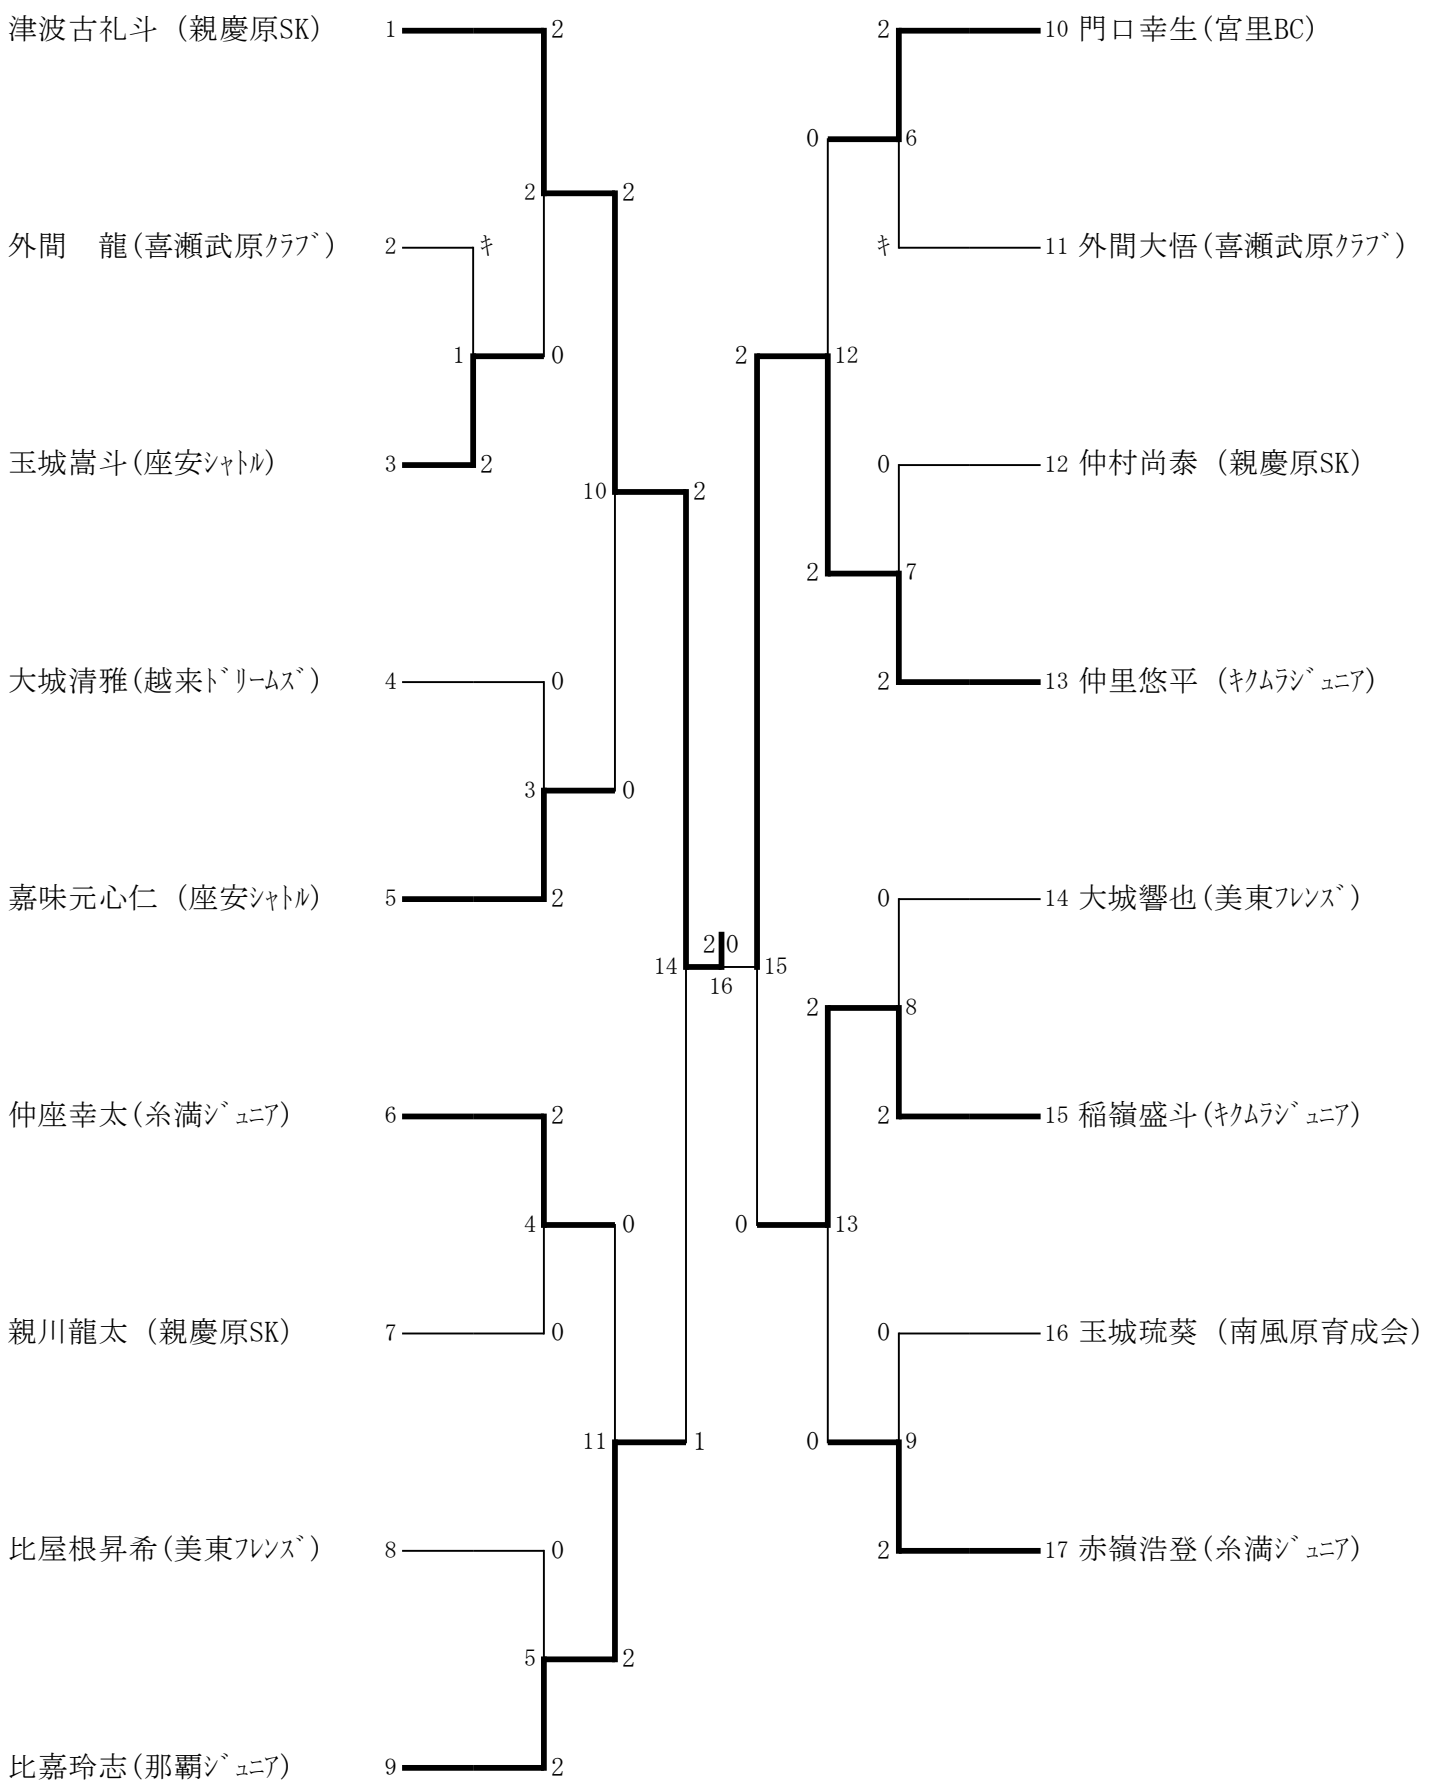 津波古礼斗 (親慶原SK) 1 2
2 10 門口幸生(宮里BC)
0 6
2 2
外間　龍(喜瀬武原ｸﾗﾌﾞ) 2 ｷ
ｷ 11 外間大悟(喜瀬武原ｸﾗﾌﾞ)
1 0
2 12
玉城嵩斗(座安ｼｬﾄﾙ) 3 2
0 12 仲村尚泰 (親慶原SK)
10 2
2 7
大城清雅(越来ﾄﾞﾘｰﾑｽﾞ) 4 0
2 13 仲里悠平 (ｷｸﾑﾗｼﾞｭﾆｱ)
3 0
嘉味元心仁 (座安ｼｬﾄﾙ) 5 2
0 14 大城響也(美東ﾌﾚﾝｽﾞ)
2 0
14 15
16
2 8
仲座幸太(糸満ｼﾞｭﾆｱ) 6 2
2 15 稲嶺盛斗(ｷｸﾑﾗｼﾞｭﾆｱ)
4 0
0 13
親川龍太 (親慶原SK) 7 0
0 16 玉城琉葵 (南風原育成会)
11 1
0 9
比屋根昇希(美東ﾌﾚﾝｽﾞ) 8 0
2 17 赤嶺浩登(糸満ｼﾞｭﾆｱ)
5 2
比嘉玲志(那覇ｼﾞｭﾆｱ) 9 2